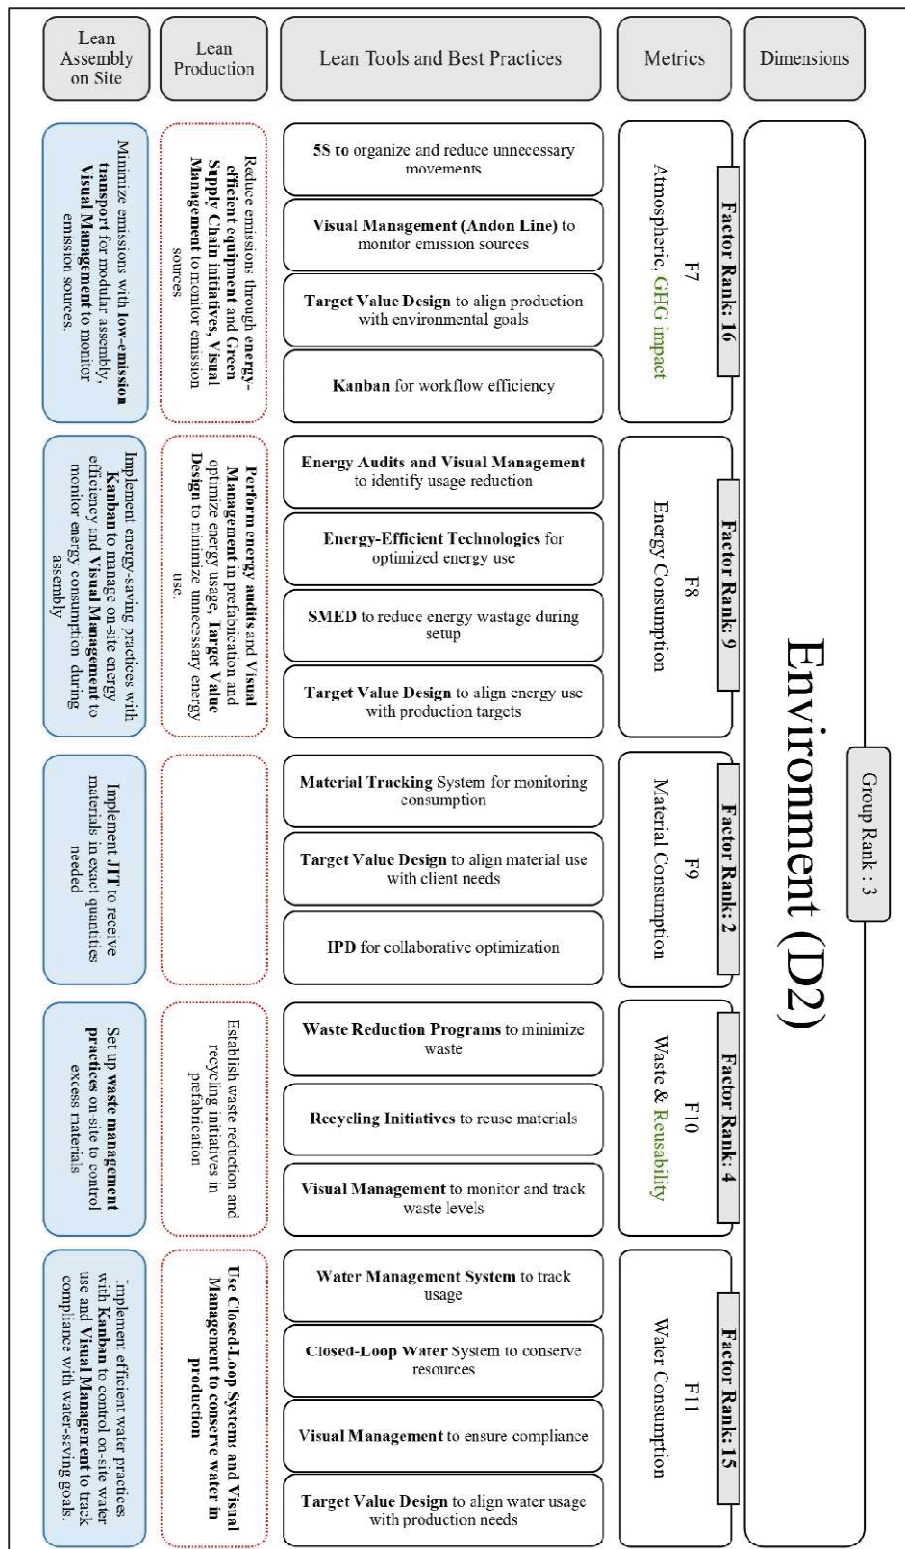 Lean
Assembly
on Site
Lean
Production
Lean Tools and Best Practices
Metrics
Dimensions
Group Rank : 3
Environment (D2)
Factor Rank: 16
F7
Atmospheric, GHG impact
5S to organize and reduce unnecessary
movements
Visual Management (Andon Line) to
monitor emission sources
Target Value Design to align production
with environmental goals
Kanban for workflow efficiency
Reduce emissions through energy-
efficient equipment and Green
Supply Chain initiatives, Visual
Management to monitor emission
sources
Minimize emissions with low-emission
transport for modular assembly,
Visual Management to monitor
emission sources.
Factor Rank: 9
F8
Energy Consumption
Energy Audits and Visual Management
to identify usage reduction
Energy-Efficient Technologies for
optimized energy use
SMED to reduce energy wastage during
setup
Target Value Design to align energy use
with production targets
Perform energy audits and Visual
Management in prefabrication and
optimize energy usage, Target Value
Design to minimize unnecessary energy
use.
Implement energy-saving practices with
Kanban to manage on-site energy
efficiency and Visual Management to
monitor energy consumption during
assembly
Factor Rank: 2
F9
Material Consumption
Material Tracking System for monitoring
consumption
Target Value Design to align material use
with client needs
IPD for collaborative optimization
Implement JIT to receive
materials in exact quantities
needed
Factor Rank: 4
F10
Waste & Reusability
Waste Reduction Programs to minimize
waste
Recycling Initiatives to reuse materials
Visual Management to monitor and track
waste levels
Establish waste reduction and
recycling initiatives in
prefabrication
Set up waste management
practices on-site to control
excess materials
Factor Rank: 15
F11
Water Consumption
Water Management System to track
usage
Closed-Loop Water System to conserve
resources
Visual Management to ensure compliance
Target Value Design to align water usage
with production needs
Use Closed-Loop Systems and Visual
Management to conserve water in
production
Implement efficient water practices
with Kanban to control on-site water
use and Visual Management to track
compliance with water-saving goals.